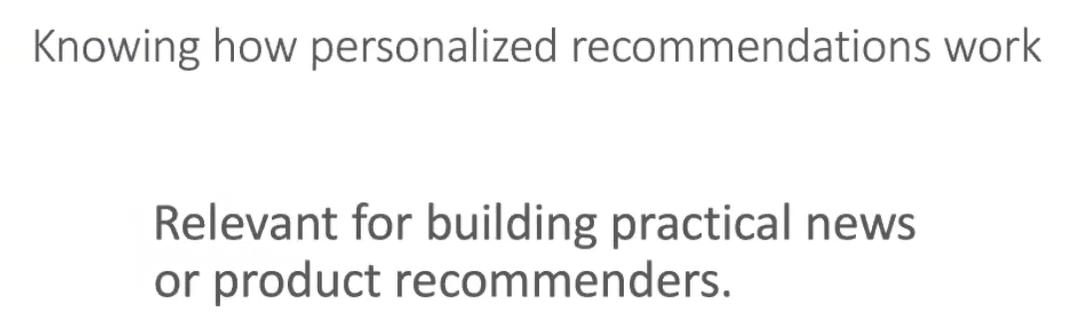 Knowing how personalized recommendations work
Relevant for building practical news
or product recommenders.